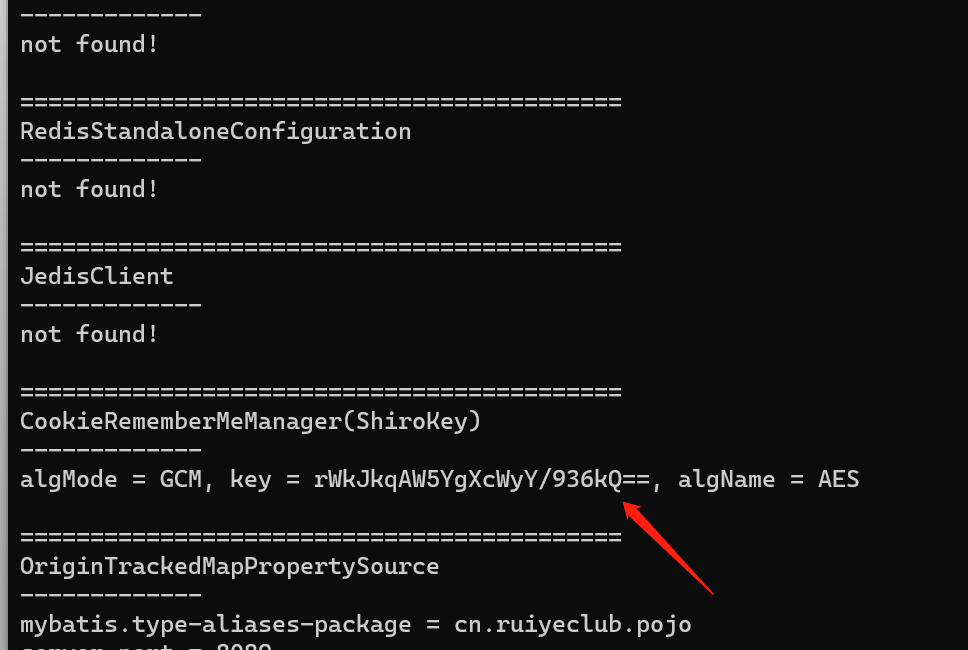 -------------
not found!
===========================================
RedisStandaloneConfiguration
-------------
not found!
===========================================
JedisClient
-------------
not found!
===========================================
CookieRememberMeManager(ShiroKey)
-------------
algMode = GCM, key = rWkJkqAW5YgXcWyY/936kQ==, algName = AES
===========================================
OriginTrackedMapPropertySource
-------------
mybatis.type-aliases-package = cn.ruiyeclub.pojo